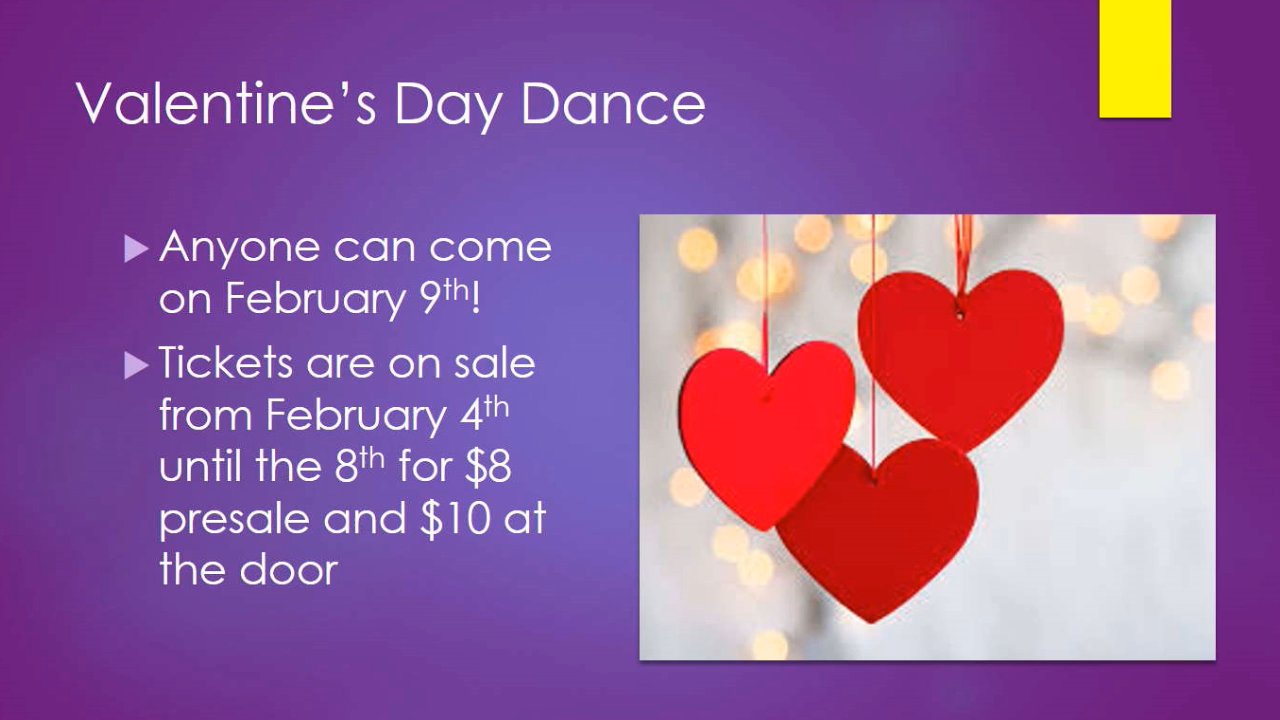 Valentine’s Day Dance
Anyone can come
on February 9th!
Tickets are on sale
from February 4th
until the 8th for $8
presale and $10 at
the door